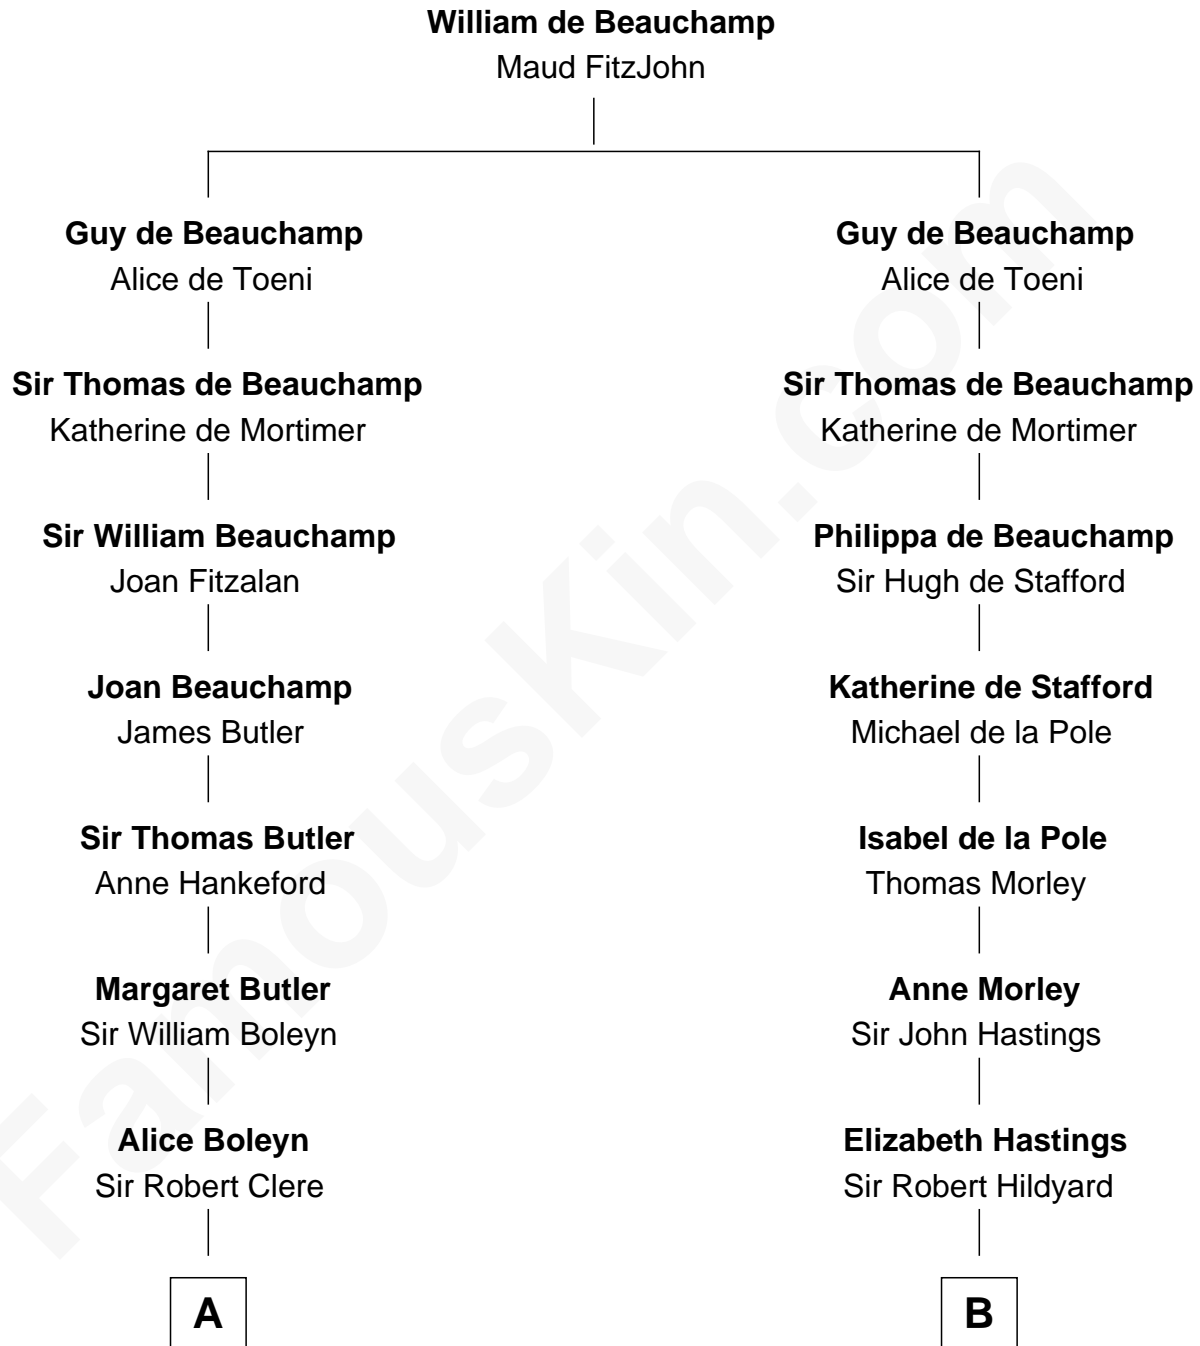 William de Beauchamp
Maud FitzJohn
Guy de Beauchamp
Alice de Toeni
Sir Thomas de Beauchamp
Katherine de Mortimer
Sir William Beauchamp
Joan Fitzalan
Joan Beauchamp
James Butler
Sir Thomas Butler
Anne Hankeford
Margaret Butler
Sir William Boleyn
Alice Boleyn
Sir Robert Clere
A
Guy de Beauchamp
Alice de Toeni
Sir Thomas de Beauchamp
Katherine de Mortimer
Philippa de Beauchamp
Sir Hugh de Stafford
Katherine de Stafford
Michael de la Pole
Isabel de la Pole
Thomas Morley
Anne Morley
Sir John Hastings
Elizabeth Hastings
Sir Robert Hildyard
B
FamousKin.com